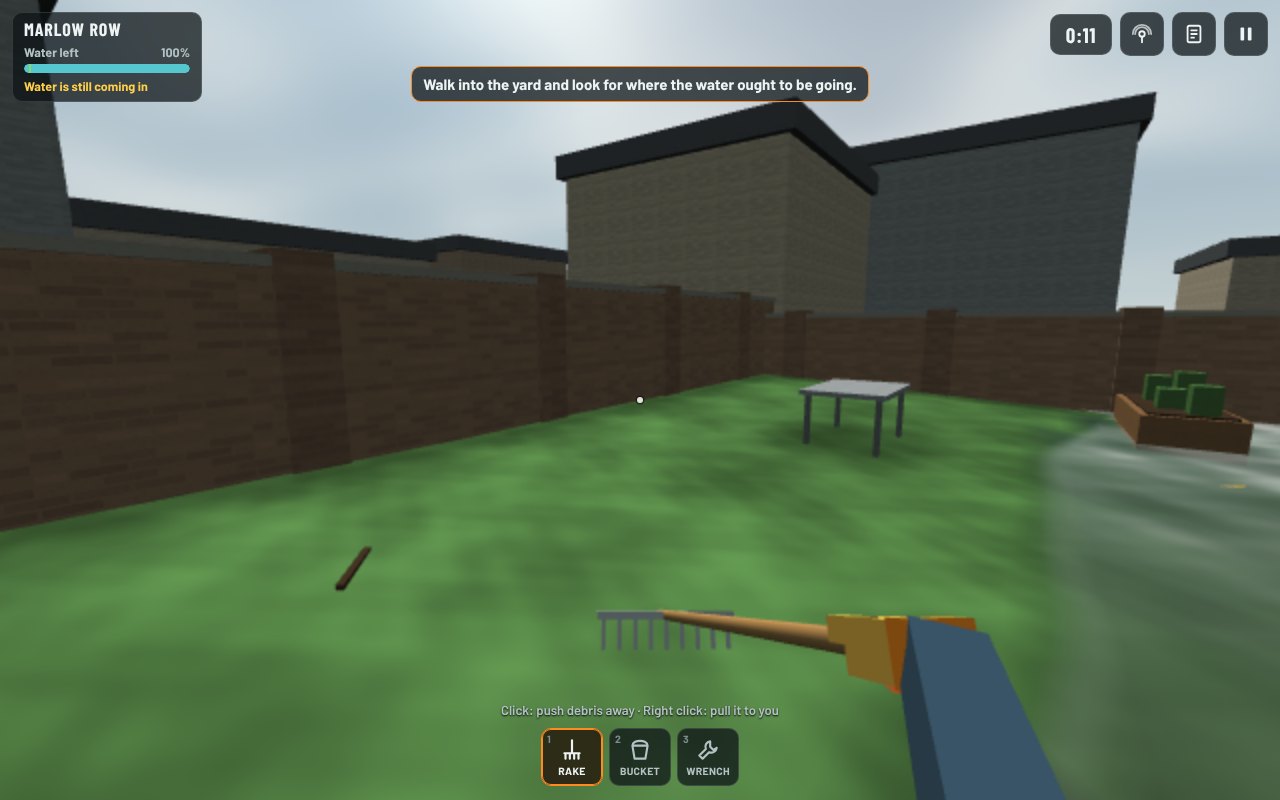 MARLOW ROW
Water left 100%
Water is still coming in
0:11
Walk into the yard and look for where the water ought to be going.
Click: push debris away · Right click: pull it to you
1 RAKE
2 BUCKET
3 WRENCH